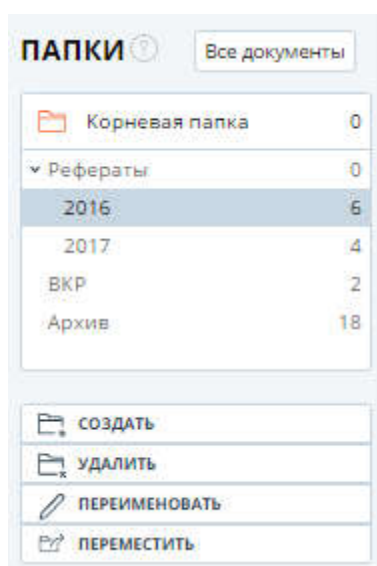 ПАПКИ ? Все документы
Корневая папка 0
Рефераты 0
2016 6
2017 4
ВКР 2
Архив 18
СОЗДАТЬ
УДАЛИТЬ
ПЕРЕИМЕНОВАТЬ
ПЕРЕМЕСТИТЬ